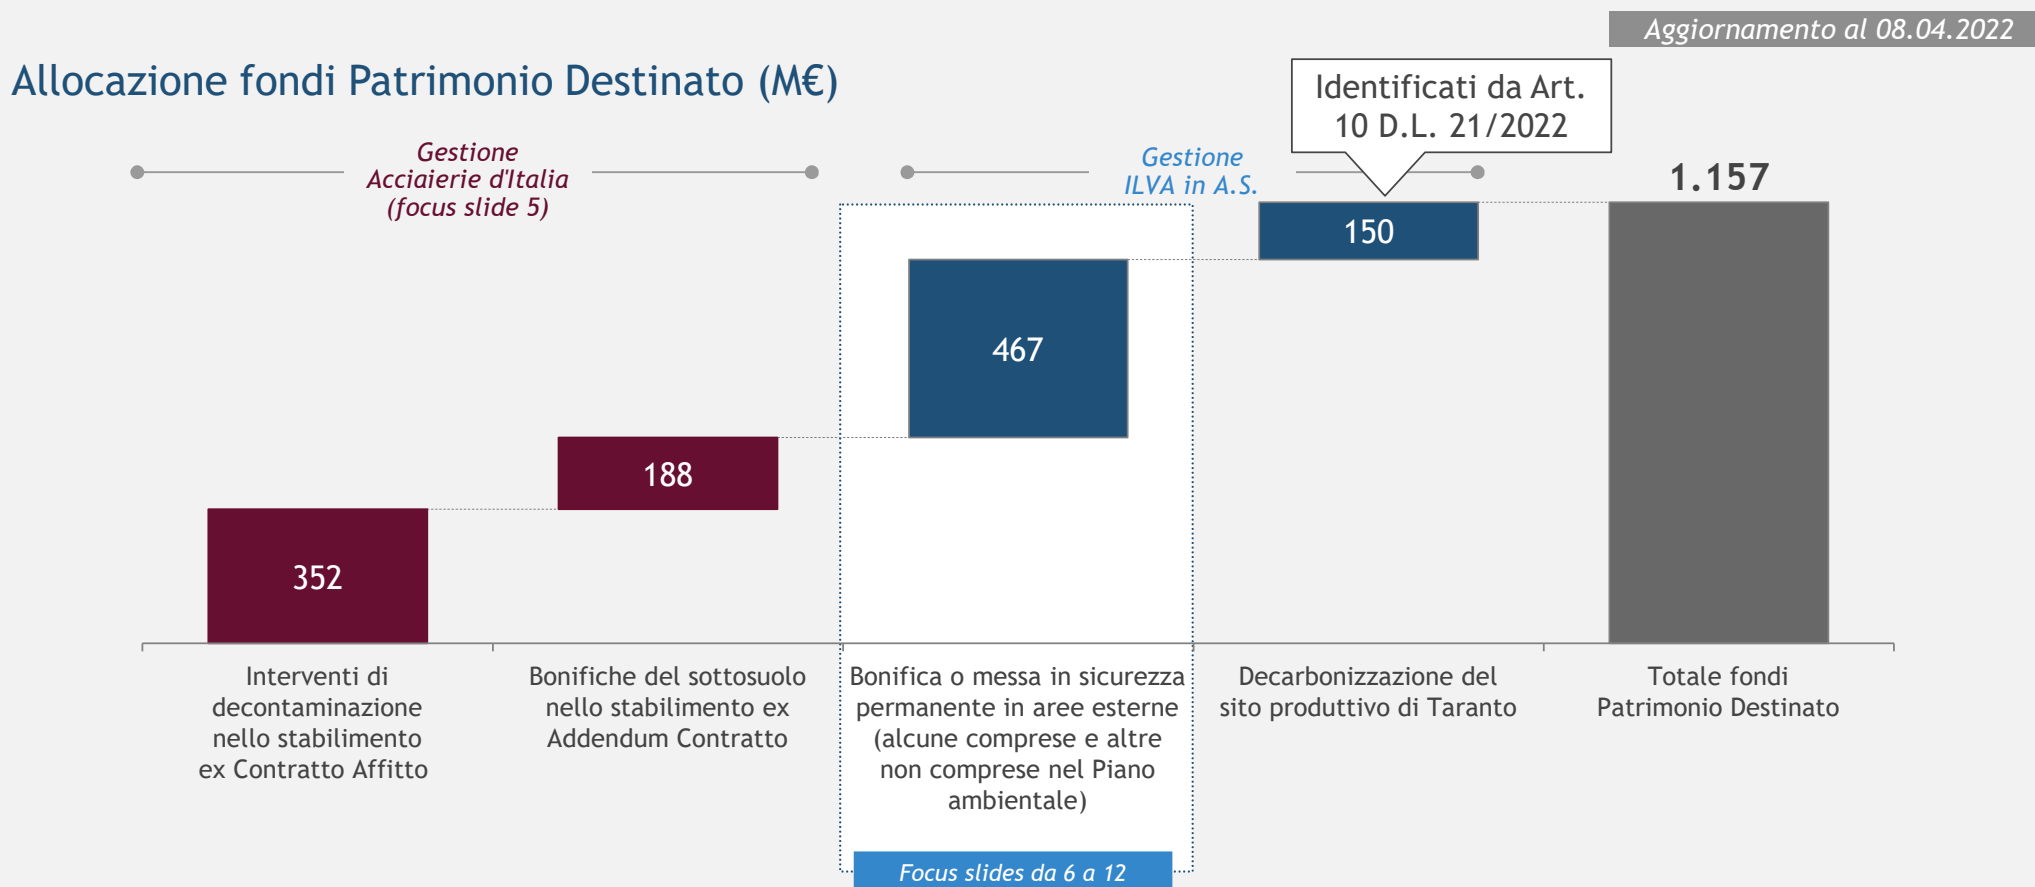 Aggiornamento al 08.04.2022
Allocazione fondi Patrimonio Destinato (M€)
Identificati da Art.
10 D.L. 21/2022
Gestione
Acciaierie d'Italia
(focus slide 5)
Gestione
ILVA in A.S.
352
188
467
150
1.157
Interventi di
decontaminazione
nello stabilimento
ex Contratto Affitto
Bonifiche del sottosuolo
nello stabilimento ex
Addendum Contratto
Bonifica o messa in sicurezza
permanente in aree esterne
(alcune comprese e altre
non comprese nel Piano
ambientale)
Decarbonizzazione del
sito produttivo di Taranto
Totale fondi
Patrimonio Destinato
Focus slides da 6 a 12